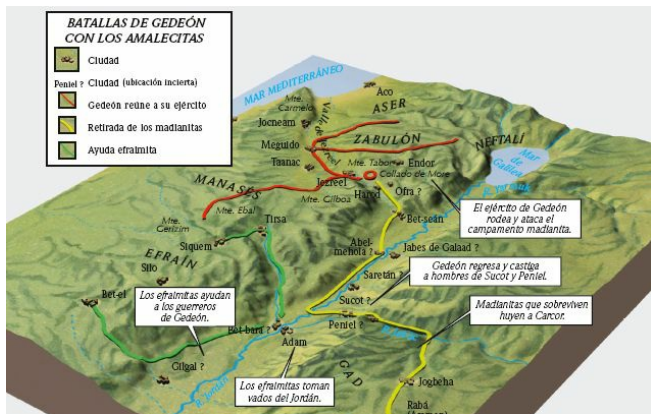 BATALLAS DE GEDEÓN
CON LOS AMALECITAS
Ciudad
Peniel ? Ciudad (ubicación incierta)
Gedeón reúne a su ejército
Retirada de los madianitas
Ayuda efraimita
MAR MEDITERRÁNEO
Aco
Mte.
Carmelo
ASER
Jocneam
Valle de Jezreel
ZABULÓN
NEFTALÍ
Meguido
Mar
de
Galilea
Taanac
Mte. Tabor
Endor
Collado de More
R. Yarmuk
Jezreel
MANASÉS
Mte. Gilboa
Harod
Ofra ?
El ejército de Gedeón
rodea y ataca el
campamento madianita.
Mte. Ebal
Bet-seán
Mte.
Gerizim
Tirsa
Siquem
Abel-
mehola ?
Jabes de Galaad ?
EFRAÍN
Silo
Saretán ?
Gedeón regresa y castiga
a hombres de Sucot y Peniel.
Bet-el
Los efraimitas ayudan
a los guerreros
de Gedeón.
Sucot ?
Madianitas que sobreviven
huyen a Carcor.
Bet-bara ?
Peniel ?
Adam
Gilgal ?
GAD
R. Jordán
Los efraimitas toman
vados del Jordán.
Jogbeha
Rabá